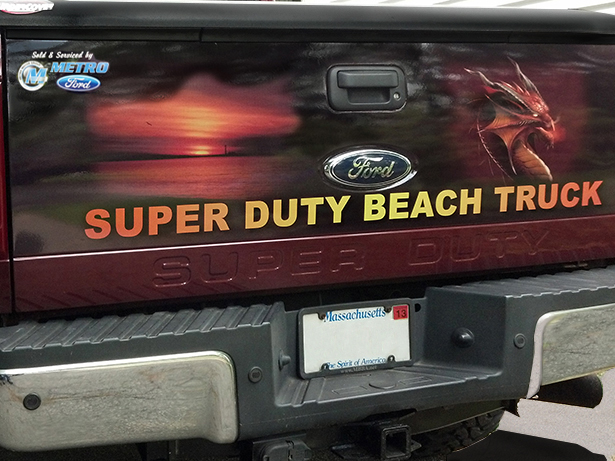 Sold & Serviced by
M METRO
Ford
Ford
SUPER DUTY BEACH TRUCK
SUPER DUTY
Massachusetts 13
The Spirit of America